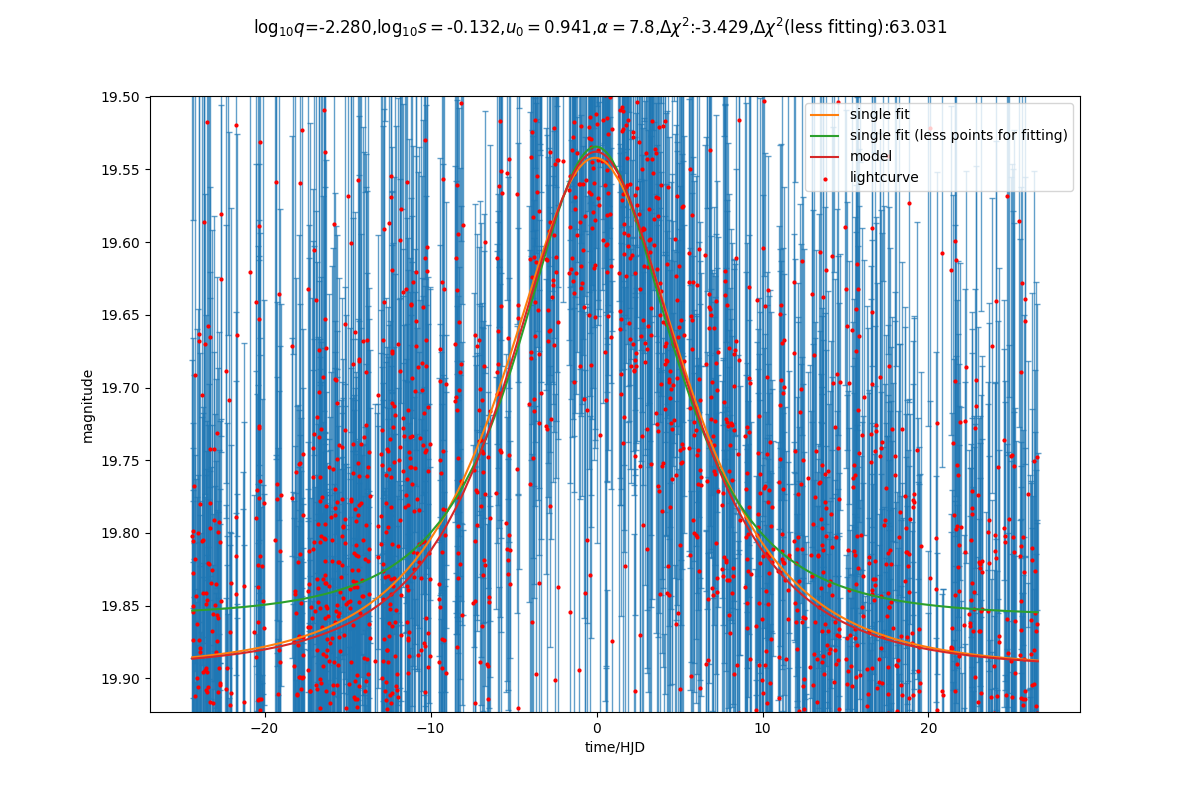 log₁₀q=-2.280,log₁₀s = -0.132,u₀ = 0.941,α = 7.8,Δχ²:-3.429,Δχ²(less fitting):63.031
19.50
19.55
19.60
19.65
19.70
19.75
19.80
19.85
19.90
magnitude
single fit
single fit (less points for fitting)
model
lightcurve
−20
−10
0
10
20
time/HJD